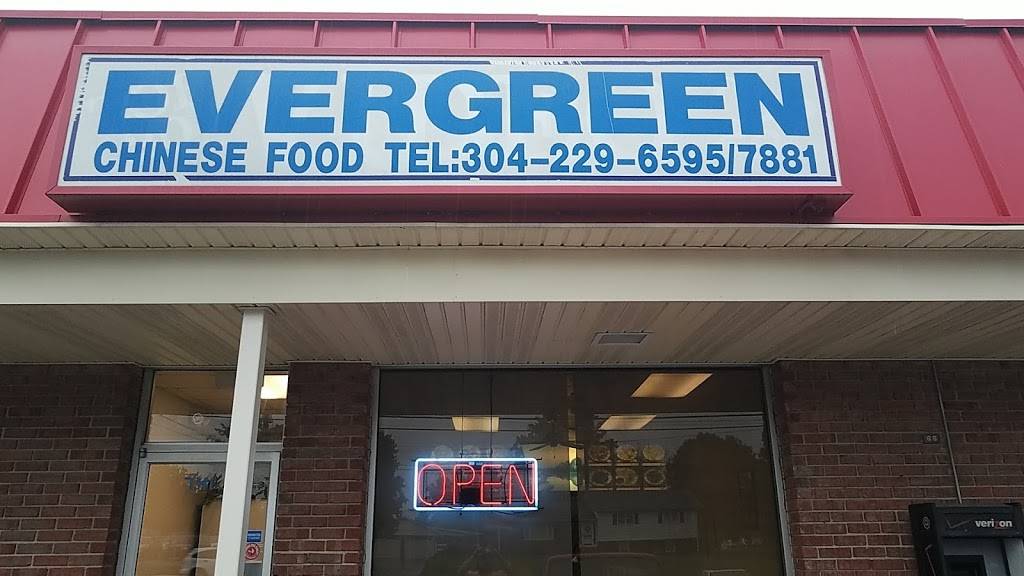 EVERGREEN
CHINESE FOOD TEL:304-229-6595/7881
OPEN
verizon